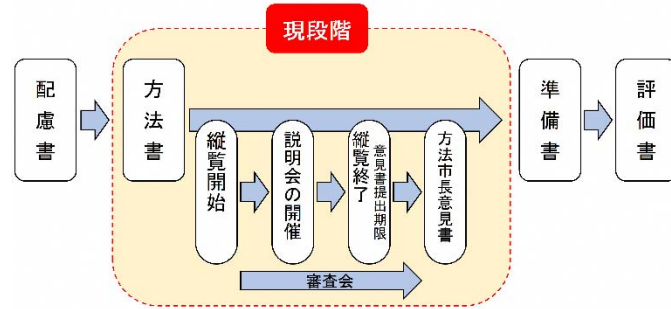 現段階
配慮書
方法書
縦覧開始
説明会の開催
縦覧終了
意見書提出期限
方法市長意見書
準備書
評価書
審査会